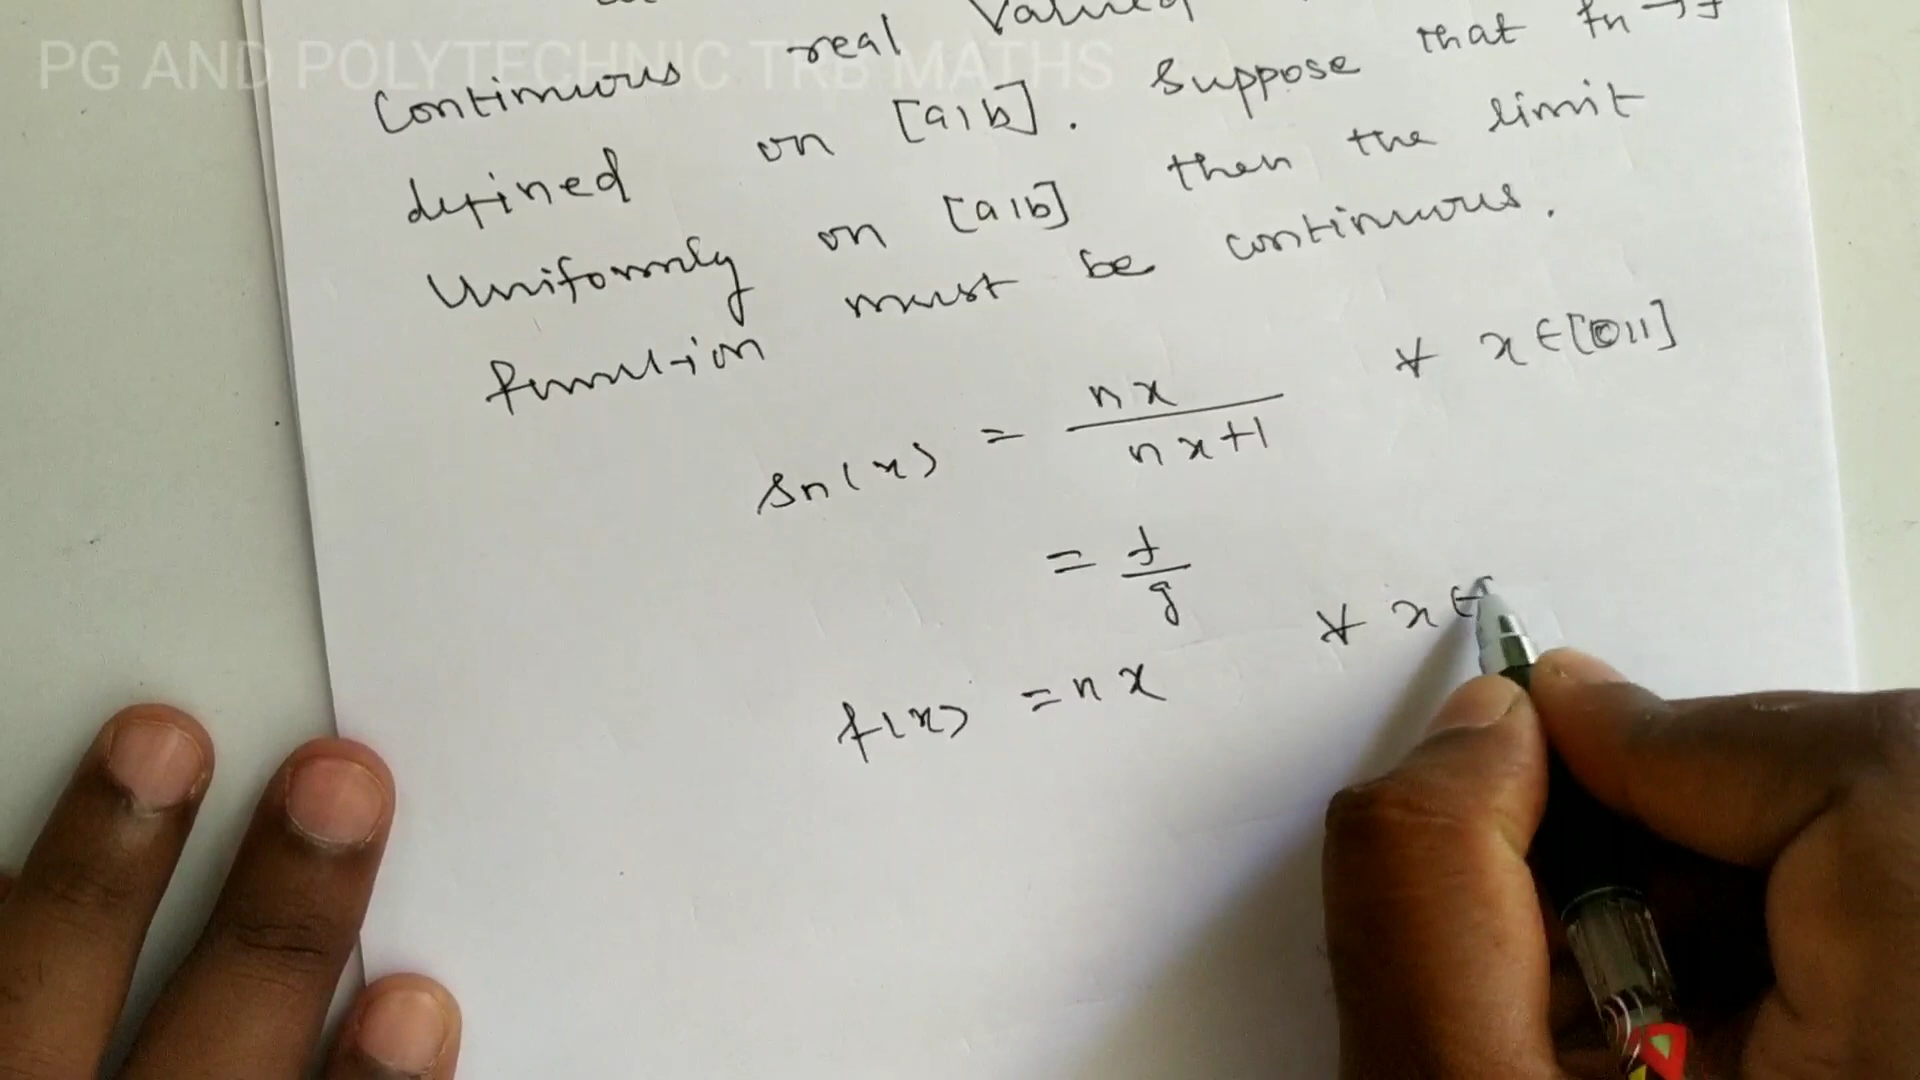 PG AND POLYTECHNIC TRB MATHS
real Valued
Continuous
defined on [a,b]. Suppose that fn → f
Uniformly on [a,b] then the limit
function must be continuous.
sn(x) = nx / nx+1 ∀ x ∈ [0,1]
= f/g
f(x) = nx ∀ x ∈